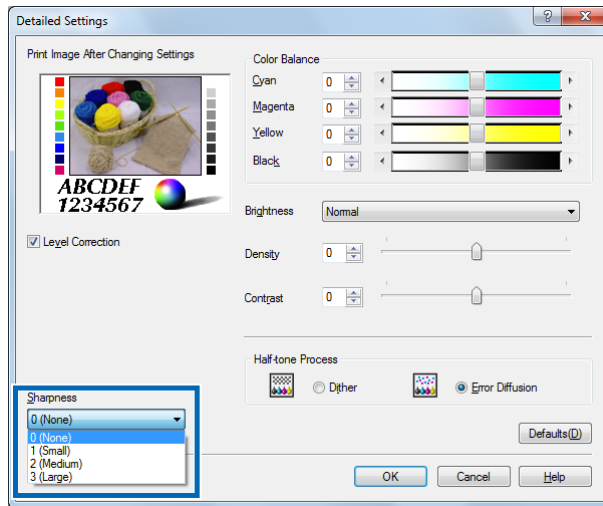 Detailed Settings
Print Image After Changing Settings
ABCDEF
1234567
Level Correction
Sharpness
0 (None)
0 (None)
1 (Small)
2 (Medium)
3 (Large)
Color Balance
Cyan 0
Magenta 0
Yellow 0
Black 0
Brightness Normal
Density 0
Contrast 0
Half-tone Process
Dither Error Diffusion
Defaults(D)
OK Cancel Help